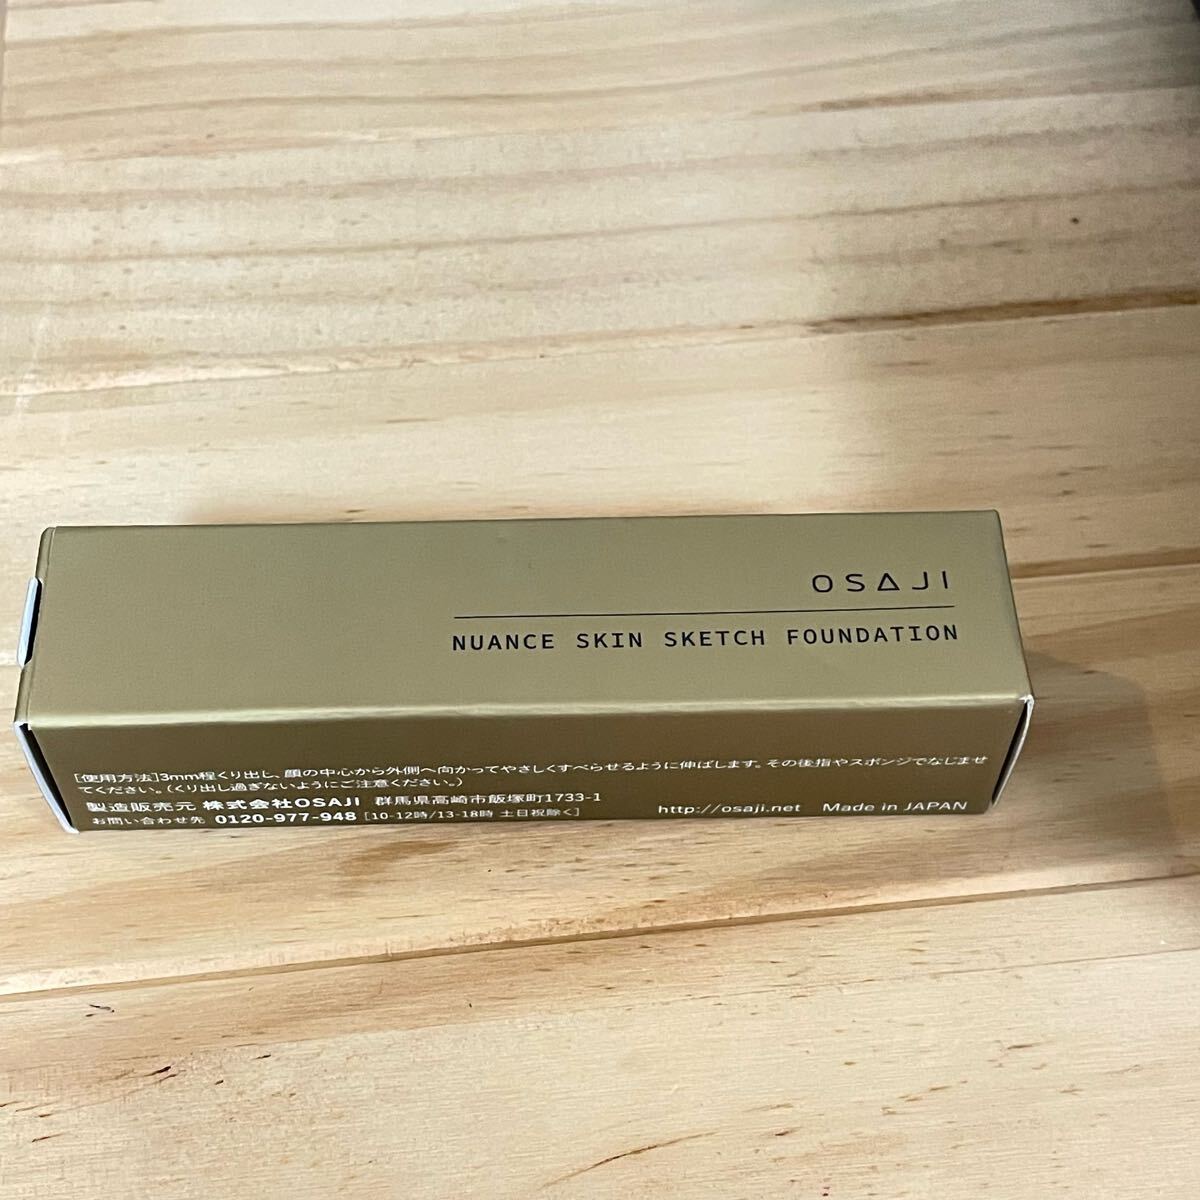 OSAJI
NUANCE SKIN SKETCH FOUNDATION
[使用方法]3mm程くり出し、顔の中心から外側へ向かってやさしくすべらせるように伸ばします。その後指やスポンジでなじませ
てください。(くり出し過ぎないようにご注意ください。)
製造販売元 株式会社OSAJI 群馬県高崎市飯塚町1733-1
お問い合わせ先 0120-977-948 [10-12時/13-18時 土日祝除く]
http://osaji.net Made in JAPAN